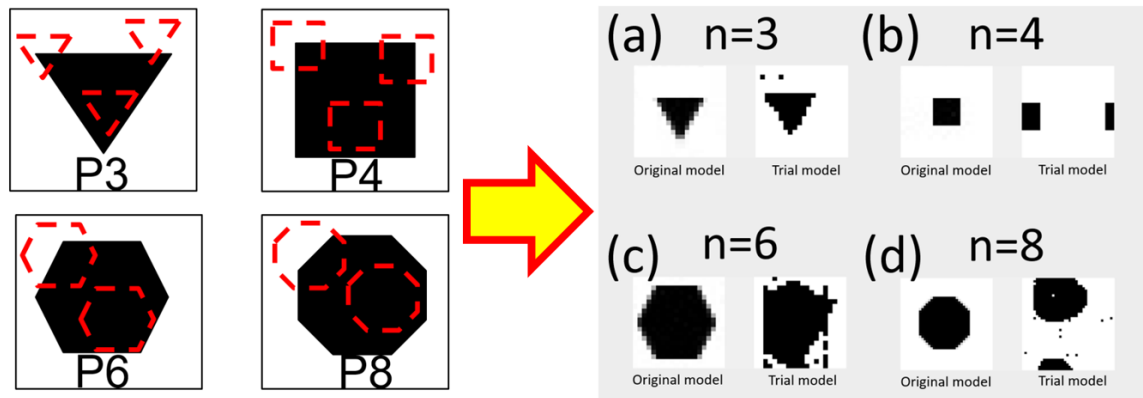 P3
P4
P6
P8
(a) n=3
Original model Trial model
(b) n=4
Original model Trial model
(c) n=6
Original model Trial model
(d) n=8
Original model Trial model